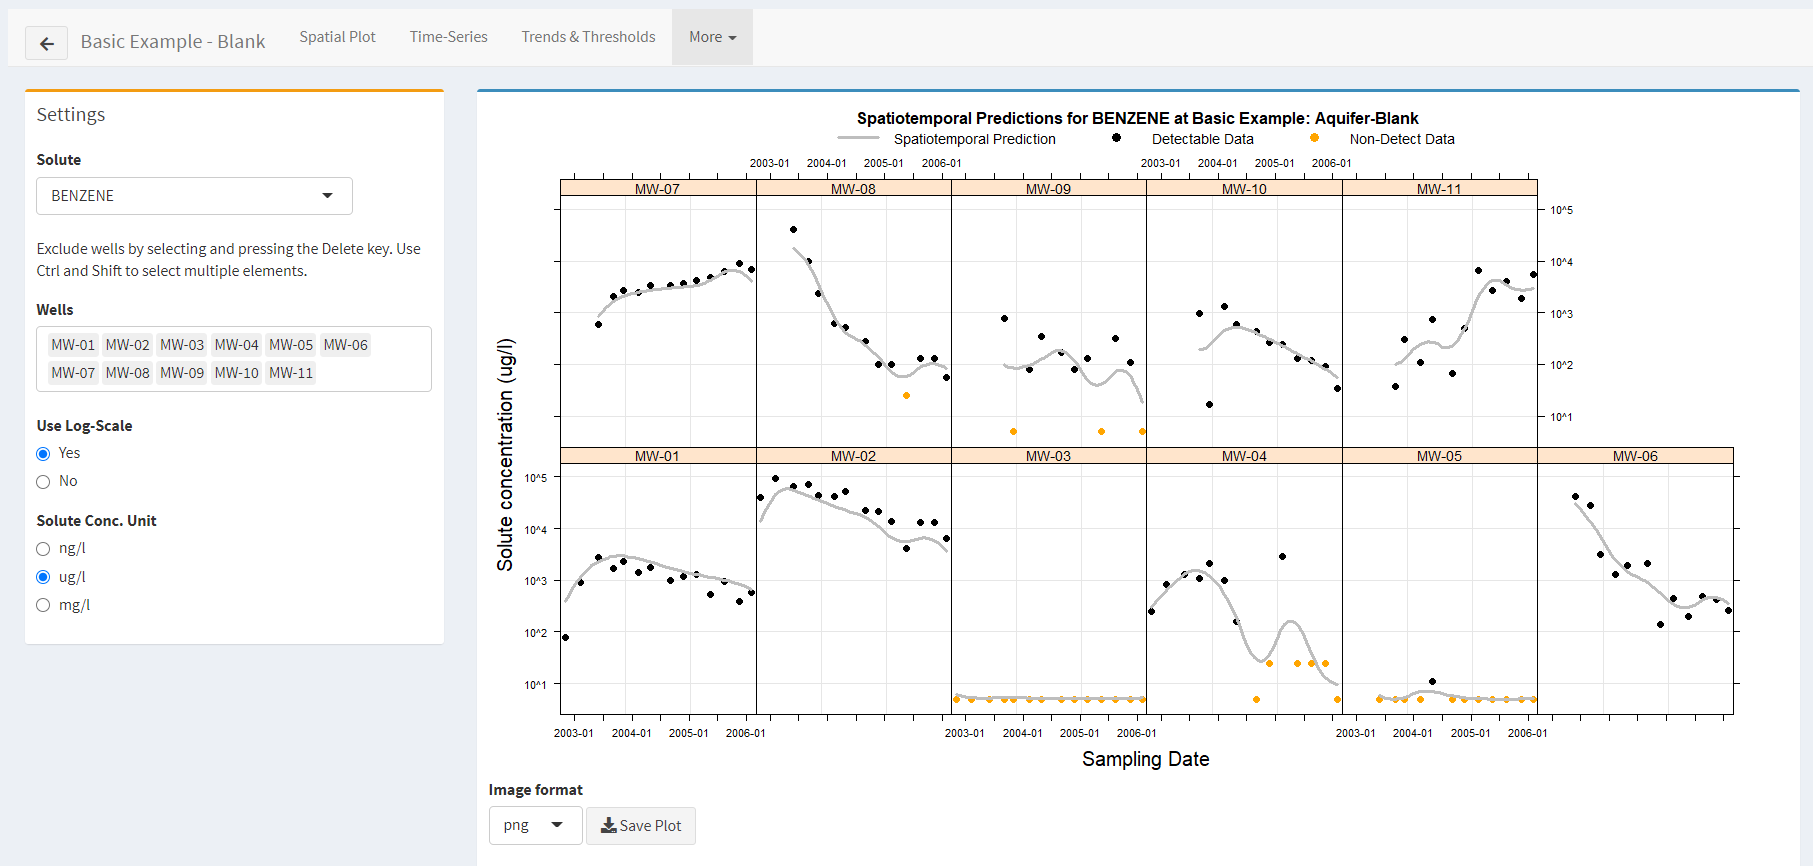 Basic Example - Blank
Spatial Plot
Time-Series
Trends & Thresholds
More
Settings
Solute
BENZENE
Exclude wells by selecting and pressing the Delete key. Use
Ctrl and Shift to select multiple elements.
Wells
MW-01 MW-02 MW-03 MW-04 MW-05 MW-06
MW-07 MW-08 MW-09 MW-10 MW-11
Use Log-Scale
Yes
No
Solute Conc. Unit
ng/l
ug/l
mg/l
Spatiotemporal Predictions for BENZENE at Basic Example: Aquifer-Blank
Spatiotemporal Prediction Detectable Data Non-Detect Data
2003-01 2004-01 2005-01 2006-01 2003-01 2004-01 2005-01 2006-01
MW-07 MW-08 MW-09 MW-10 MW-11
10^5
10^4
10^3
10^2
10^1
Solute concentration (ug/l)
MW-01 MW-02 MW-03 MW-04 MW-05 MW-06
10^5
10^4
10^3
10^2
10^1
2003-01 2004-01 2005-01 2006-01 2003-01 2004-01 2005-01 2006-01 2003-01 2004-01 2005-01 2006-01
Sampling Date
Image format
png
Save Plot